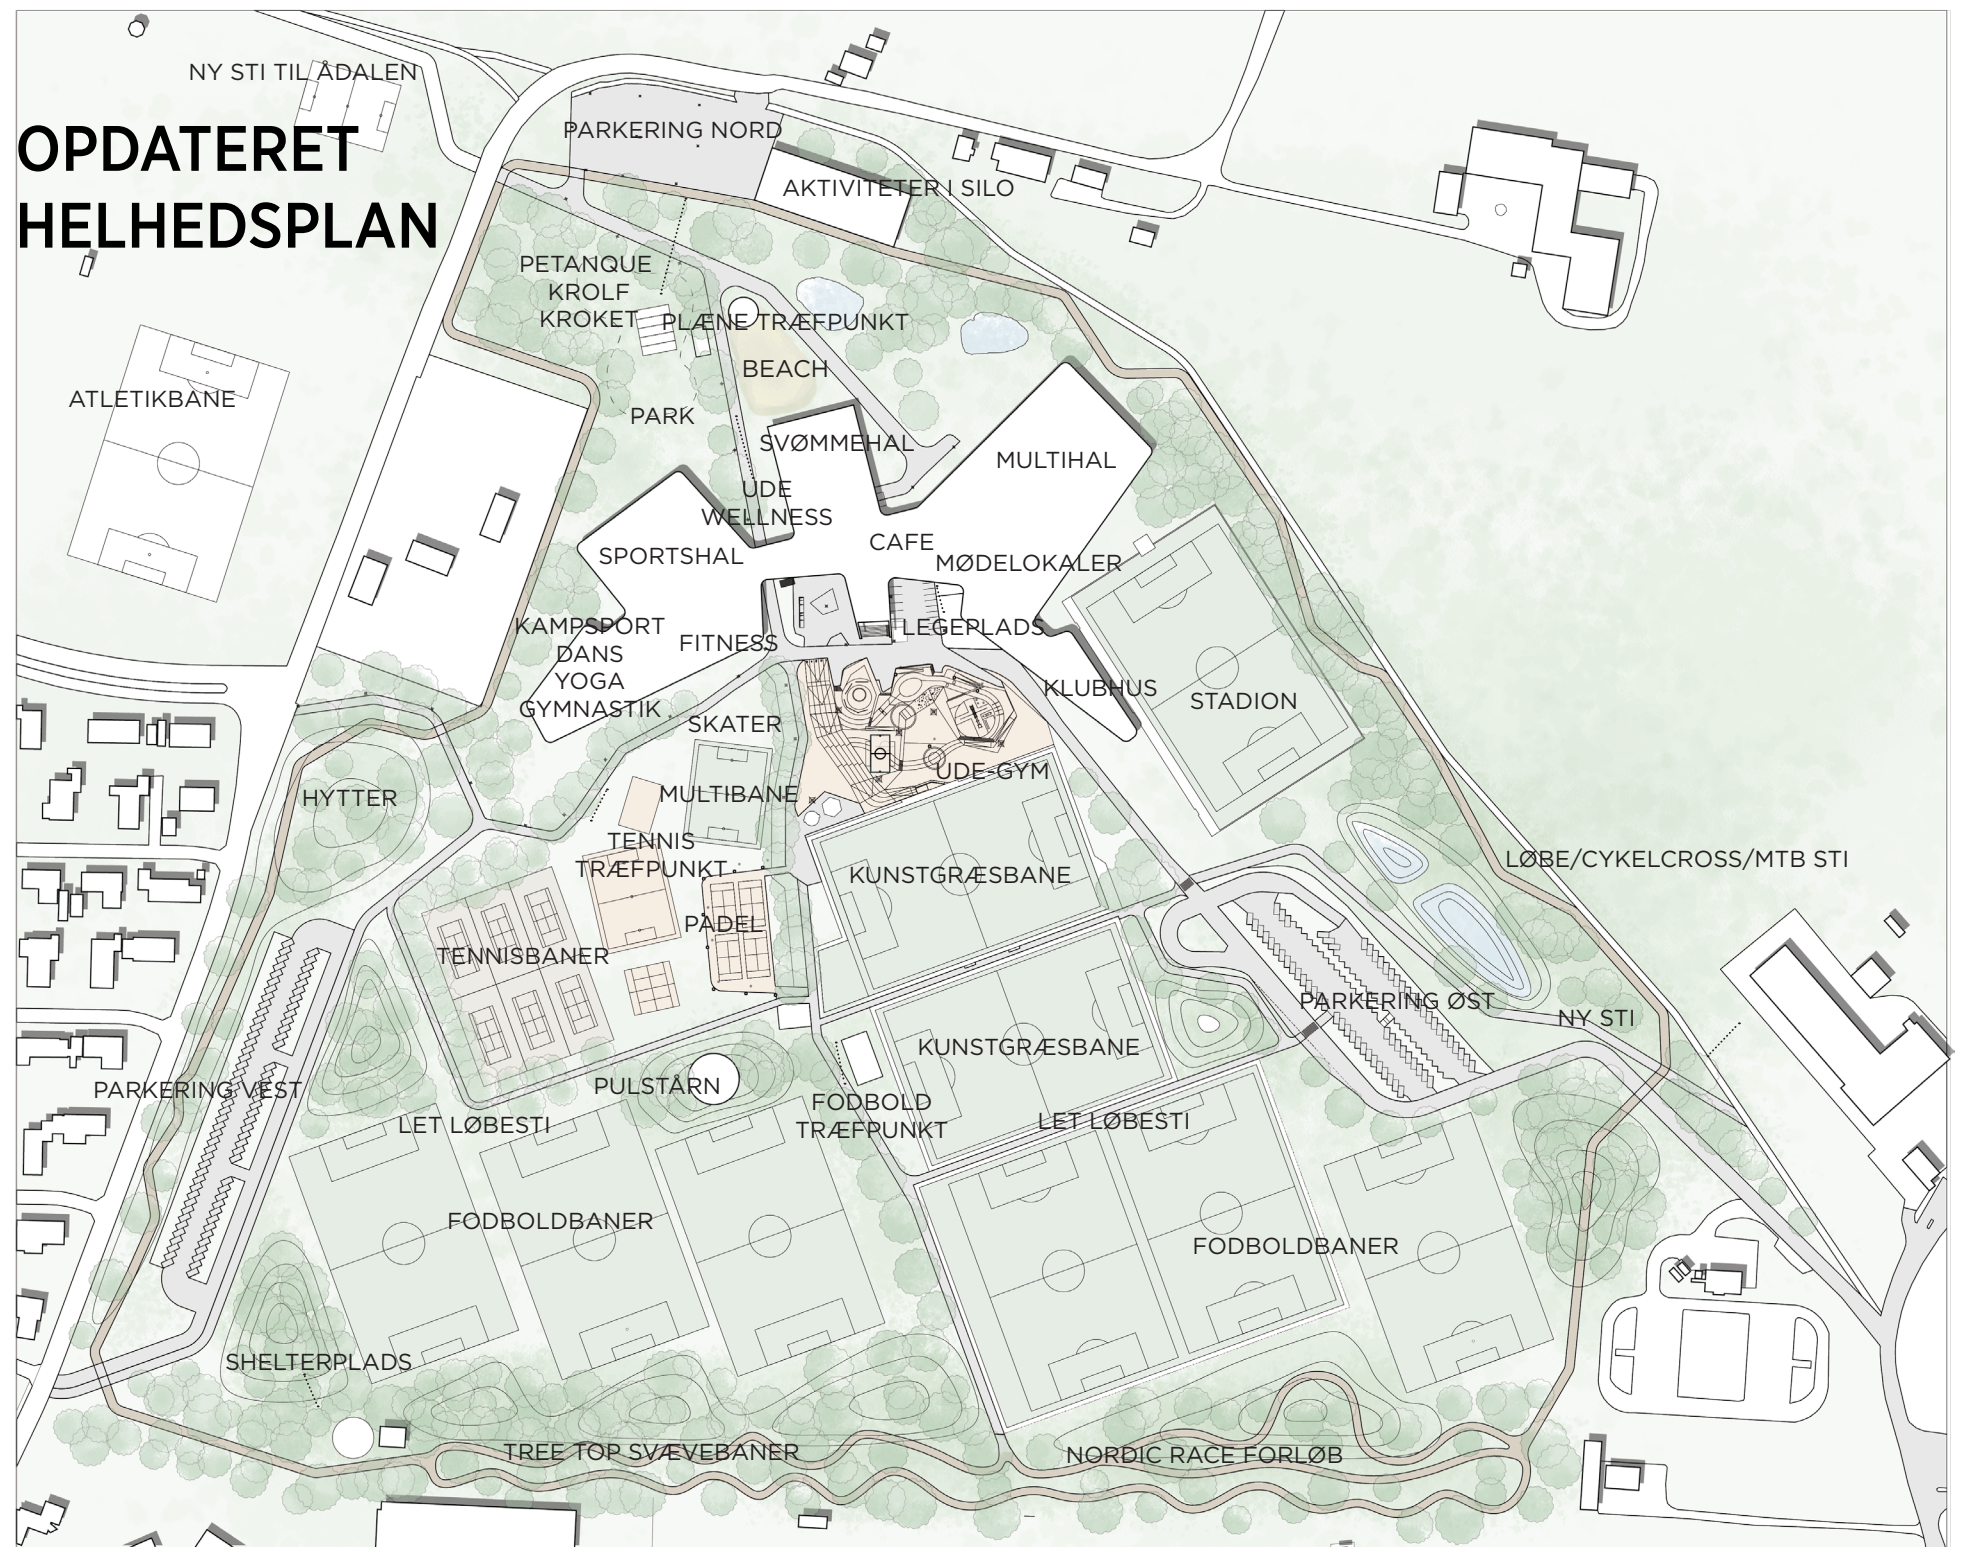 NY STI TIL ÅDALEN
OPDATERET
HELHEDSPLAN
PARKERING NORD
AKTIVITETER I SILO
PETANQUE
KROLF
KROKET
PLÆNE TRÆFPUNKT
BEACH
ATLETIKBANE
PARK
SVØMMEHAL
MULTIHAL
UDE
WELLNESS
SPORTSHAL
CAFE
MØDELOKALER
KAMPSPORT
DANS
YOGA
GYMNASTIK
FITNESS
LEGEPLADS
KLUBHUS
STADION
SKATER
UDE-GYM
HYTTER
MULTIBANE
TENNIS
TRÆFPUNKT
KUNSTGRÆSBANE
LØBE/CYKELCROSS/MTB STI
PADEL
TENNISBANER
PARKERING ØST
NY STI
KUNSTGRÆSBANE
PARKERING VEST
PULSTÅRN
LET LØBESTI
FODBOLD
TRÆFPUNKT
LET LØBESTI
FODBOLDBANER
FODBOLDBANER
SHELTERPLADS
TREE TOP SVÆVEBANER
NORDIC RACE FORLØB